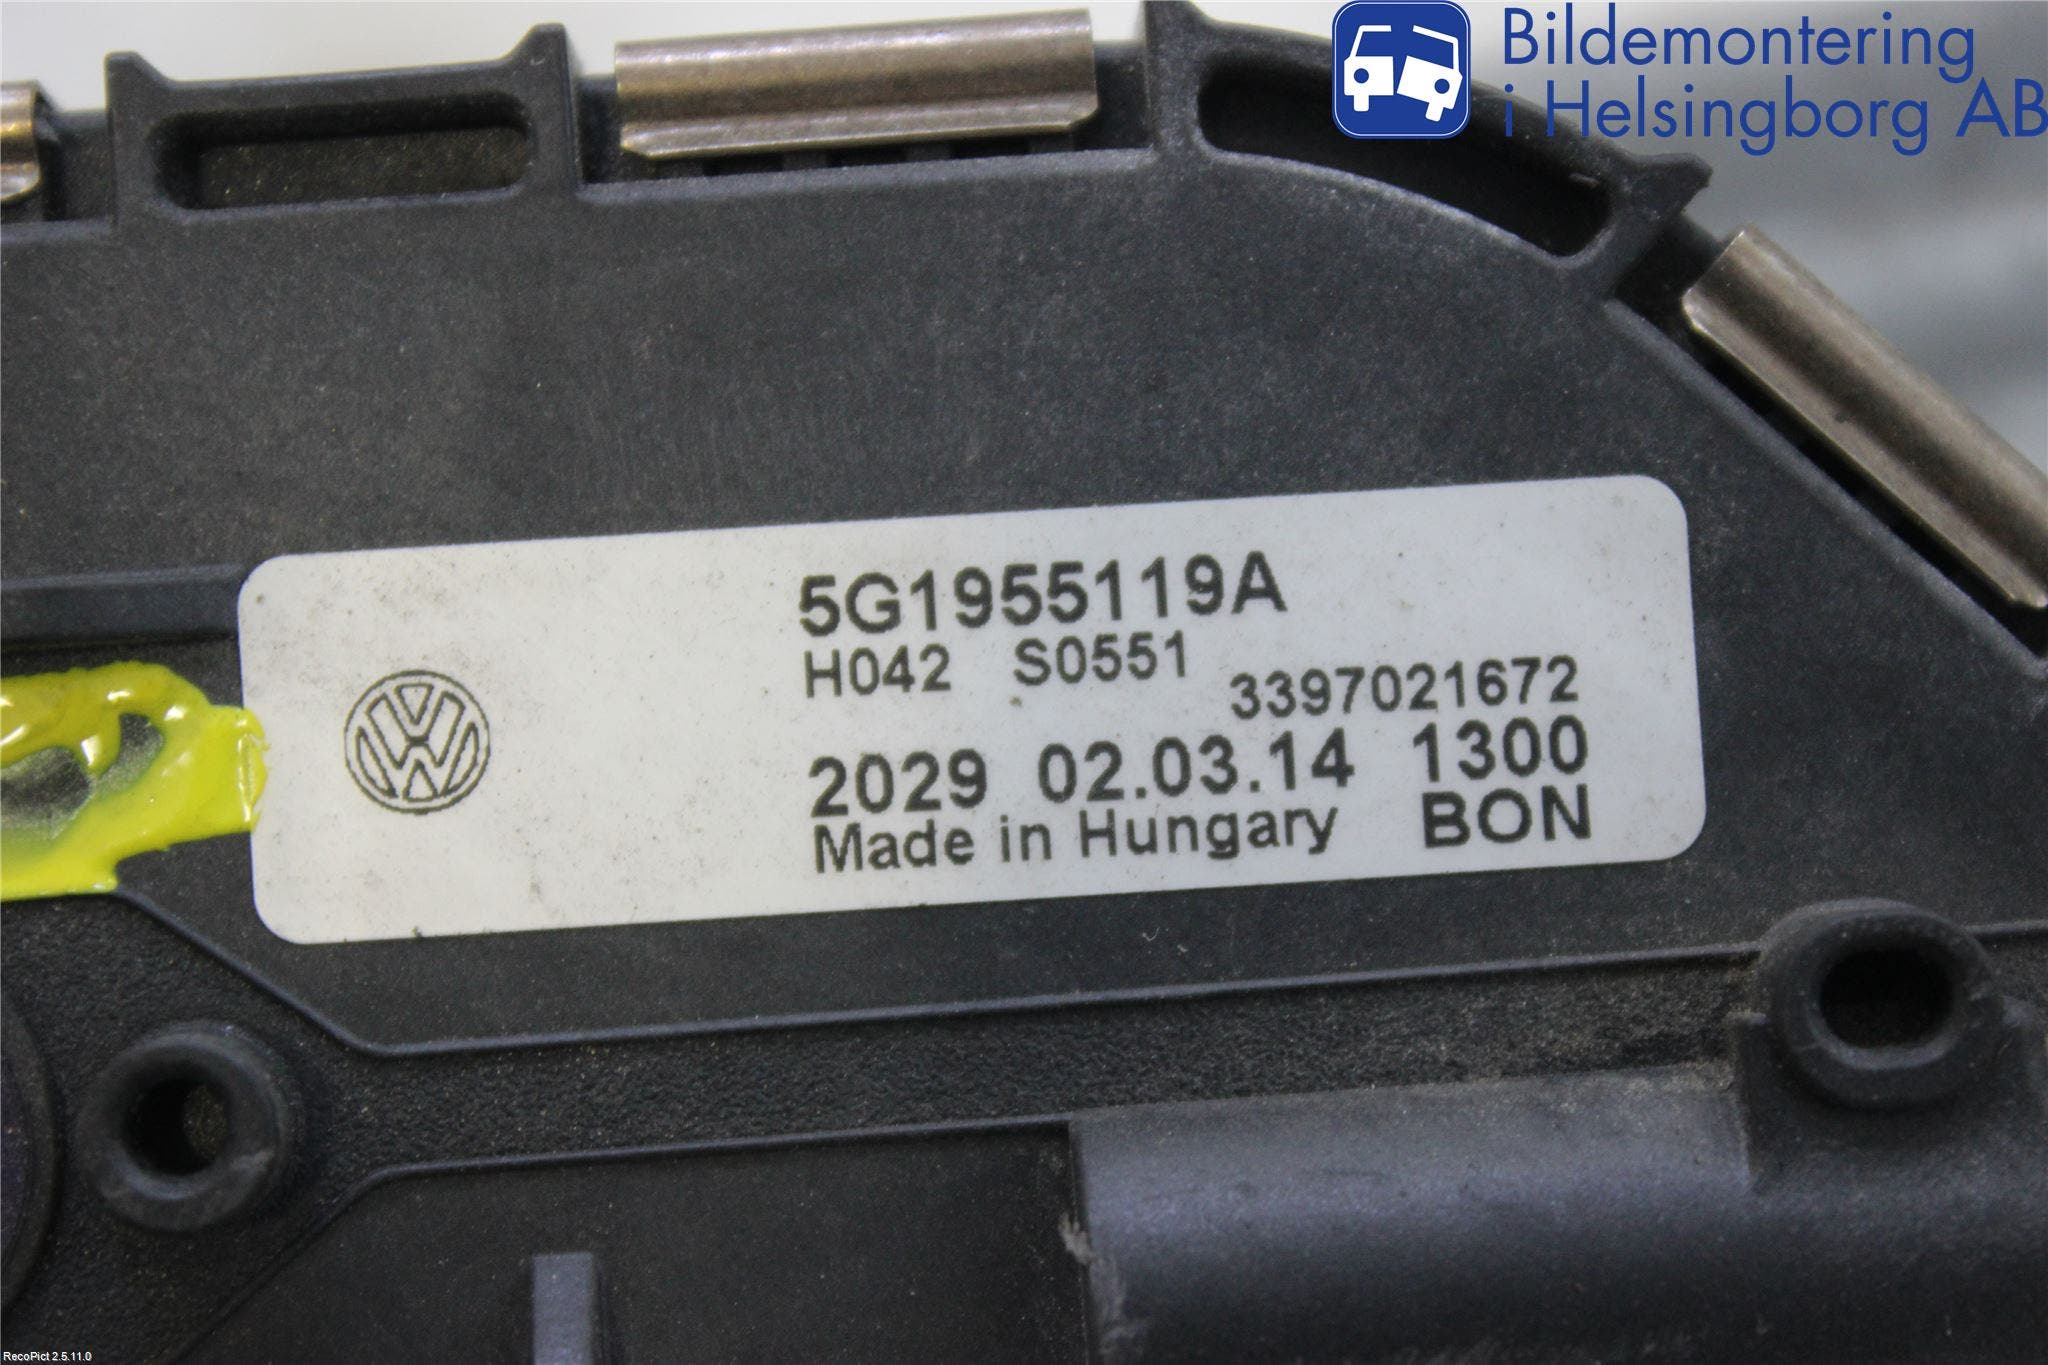 Bildemontering
i Helsingborg AB
5G1955119A
H042 S0551
3397021672
2029 02.03.14 1300
Made in Hungary BON
RecoPict 2.5.11.0